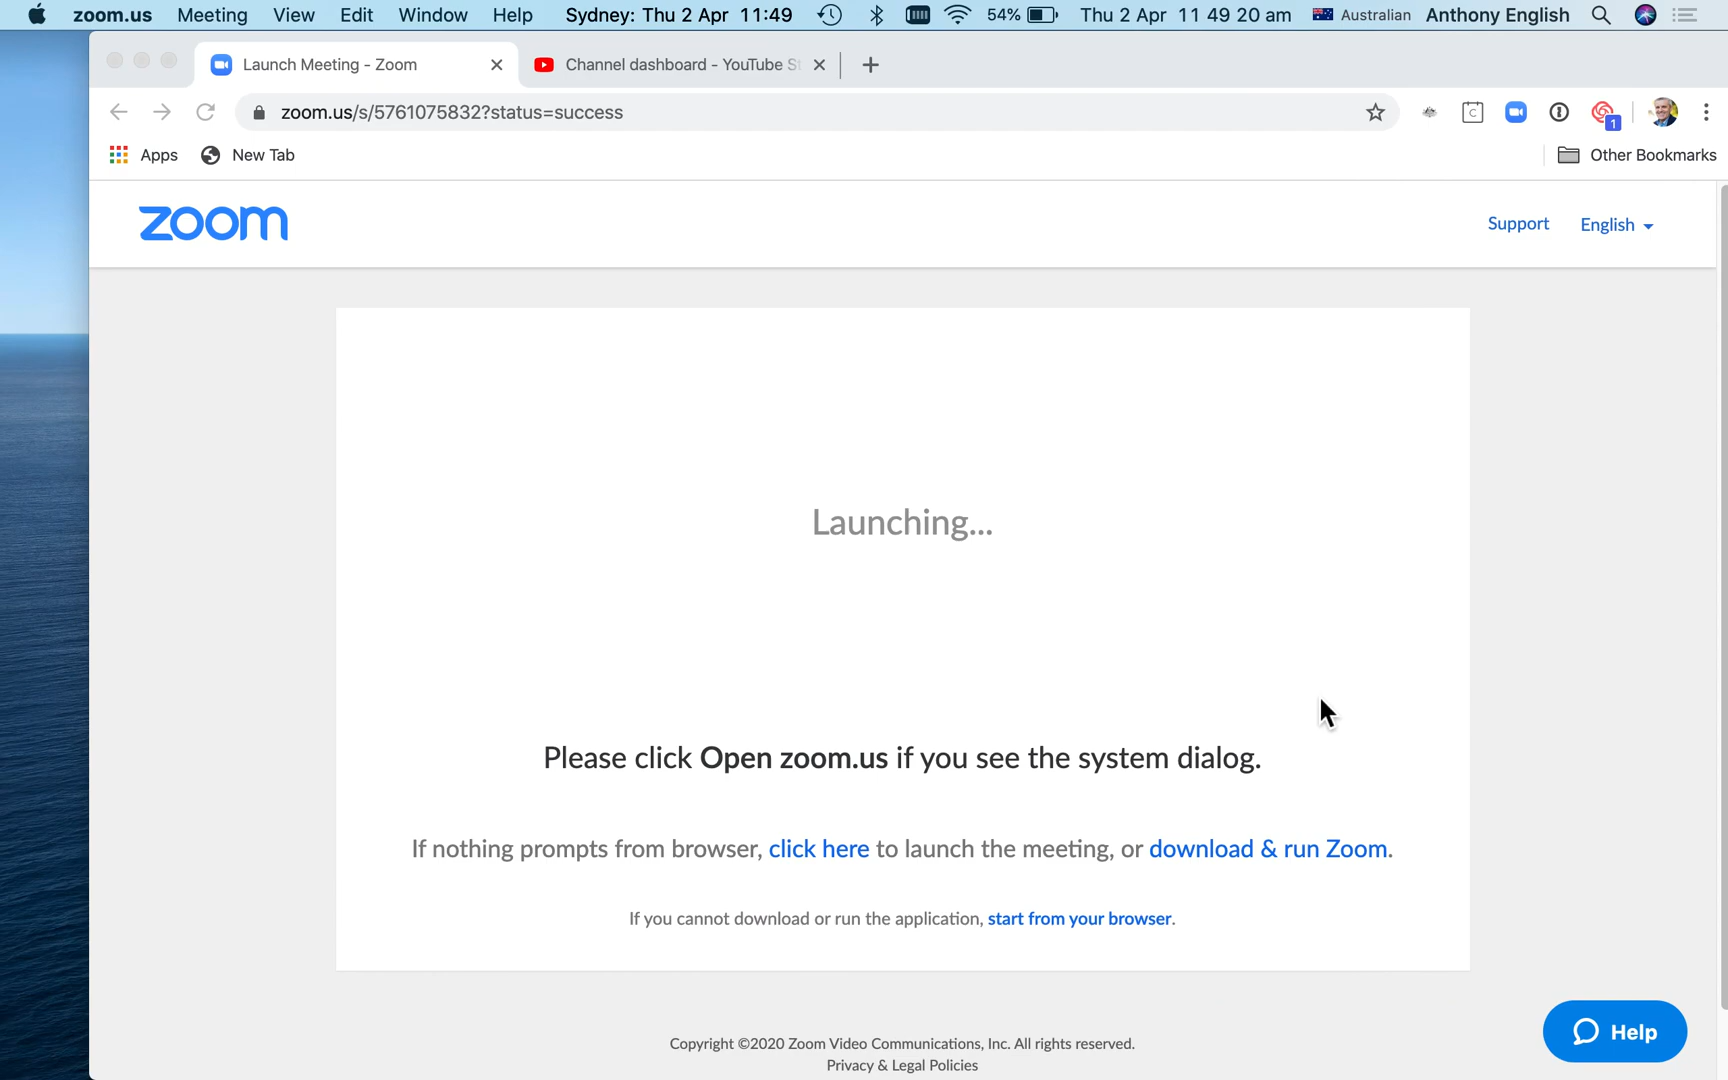 zoom.us Meeting View Edit Window Help Sydney: Thu 2 Apr 11:49 54% Thu 2 Apr 11 49 20 am Australian Anthony English
Launch Meeting - Zoom Channel dashboard - YouTube S
zoom.us/s/5761075832?status=success C 1
Apps New Tab Other Bookmarks
zoom Support English
Launching...
Please click Open zoom.us if you see the system dialog.
If nothing prompts from browser, click here to launch the meeting, or download & run Zoom.
If you cannot download or run the application, start from your browser.
Help
Copyright ©2020 Zoom Video Communications, Inc. All rights reserved.
Privacy & Legal Policies